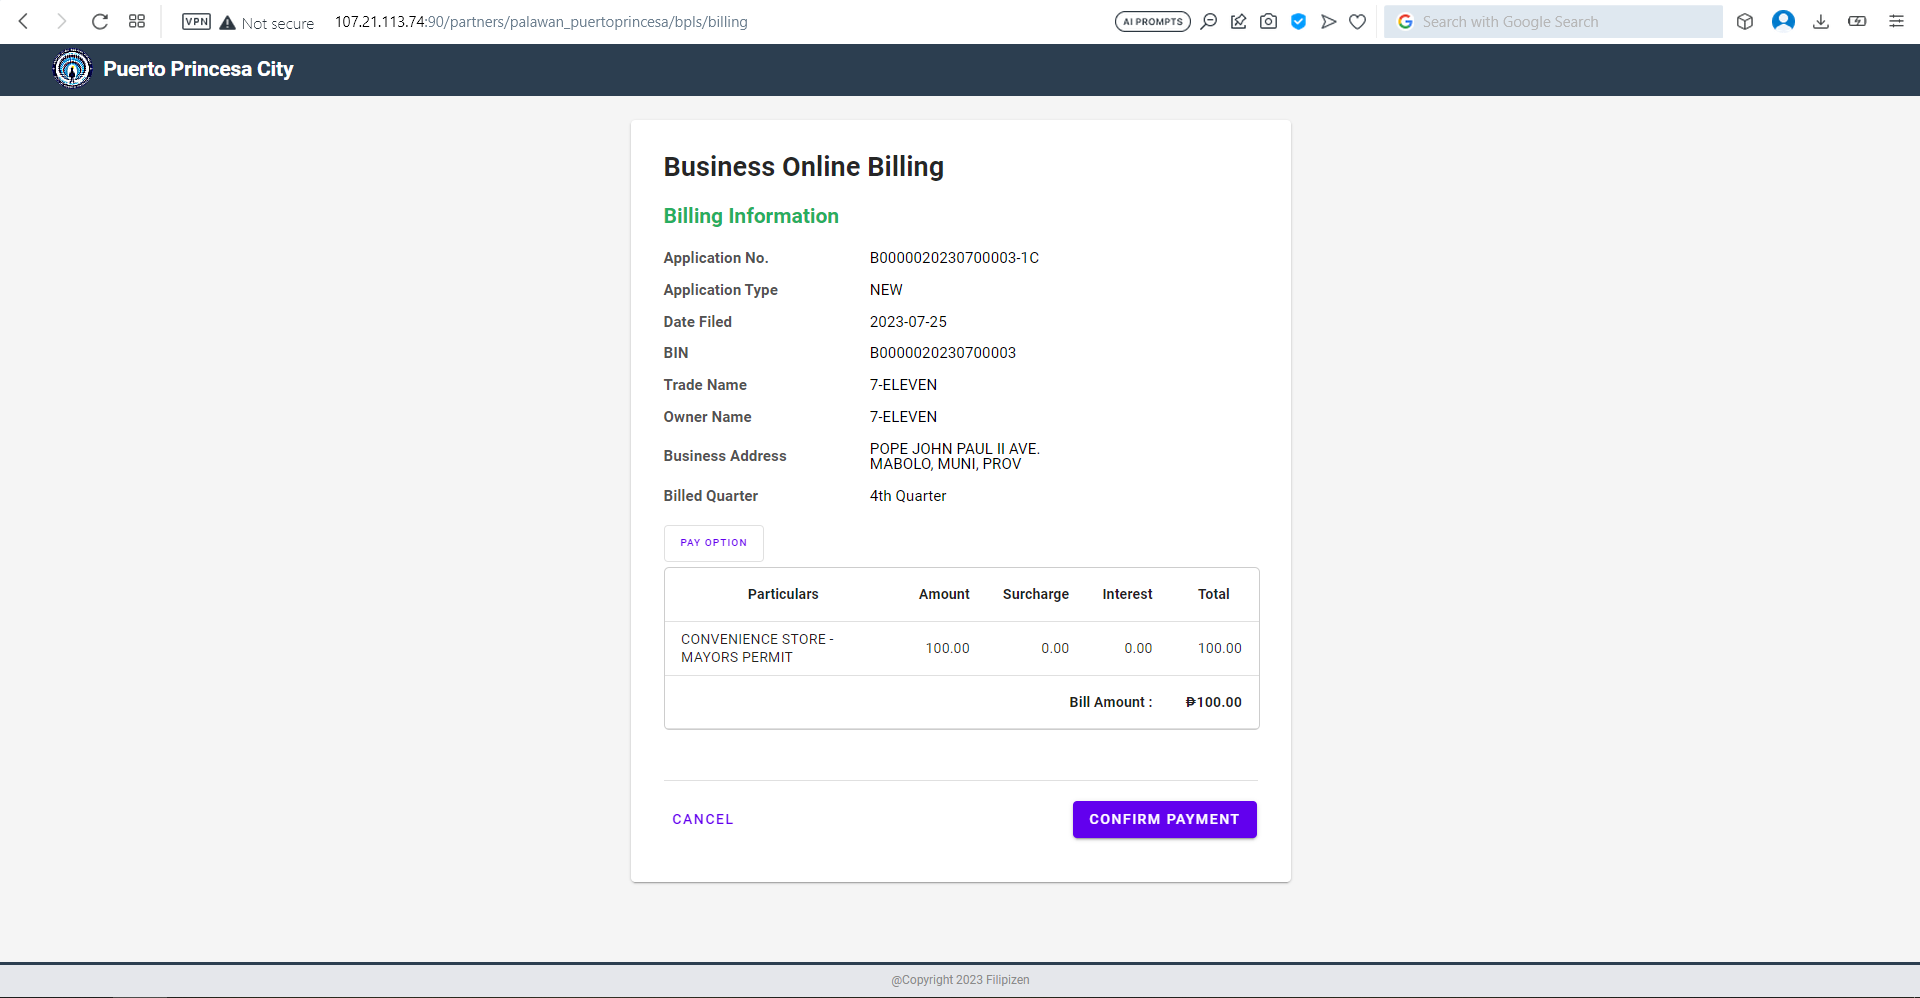 VPN Not secure 107.21.113.74:90/partners/palawan_puertoprincesa/bpls/billing AI PROMPTS Search with Google Search
Puerto Princesa City
Business Online Billing
Billing Information
Application No. B0000020230700003-1C
Application Type NEW
Date Filed 2023-07-25
BIN B0000020230700003
Trade Name 7-ELEVEN
Owner Name 7-ELEVEN
Business Address POPE JOHN PAUL II AVE.
MABOLO, MUNI, PROV
Billed Quarter 4th Quarter
PAY OPTION
Particulars Amount Surcharge Interest Total
CONVENIENCE STORE -
MAYORS PERMIT 100.00 0.00 0.00 100.00
Bill Amount : ₱100.00
CANCEL CONFIRM PAYMENT
@Copyright 2023 Filipizen